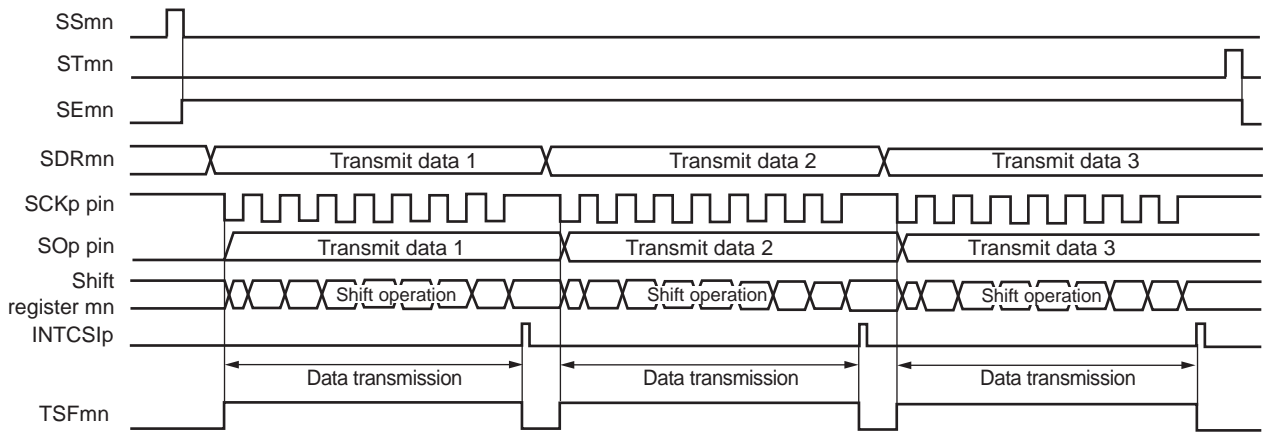 SSmn
STmn
SEmn
SDRmn Transmit data 1 Transmit data 2 Transmit data 3
SCKp pin
SOp pin Transmit data 1 Transmit data 2 Transmit data 3
Shift
register mn Shift operation Shift operation Shift operation
INTCSIp
Data transmission Data transmission Data transmission
TSFmn